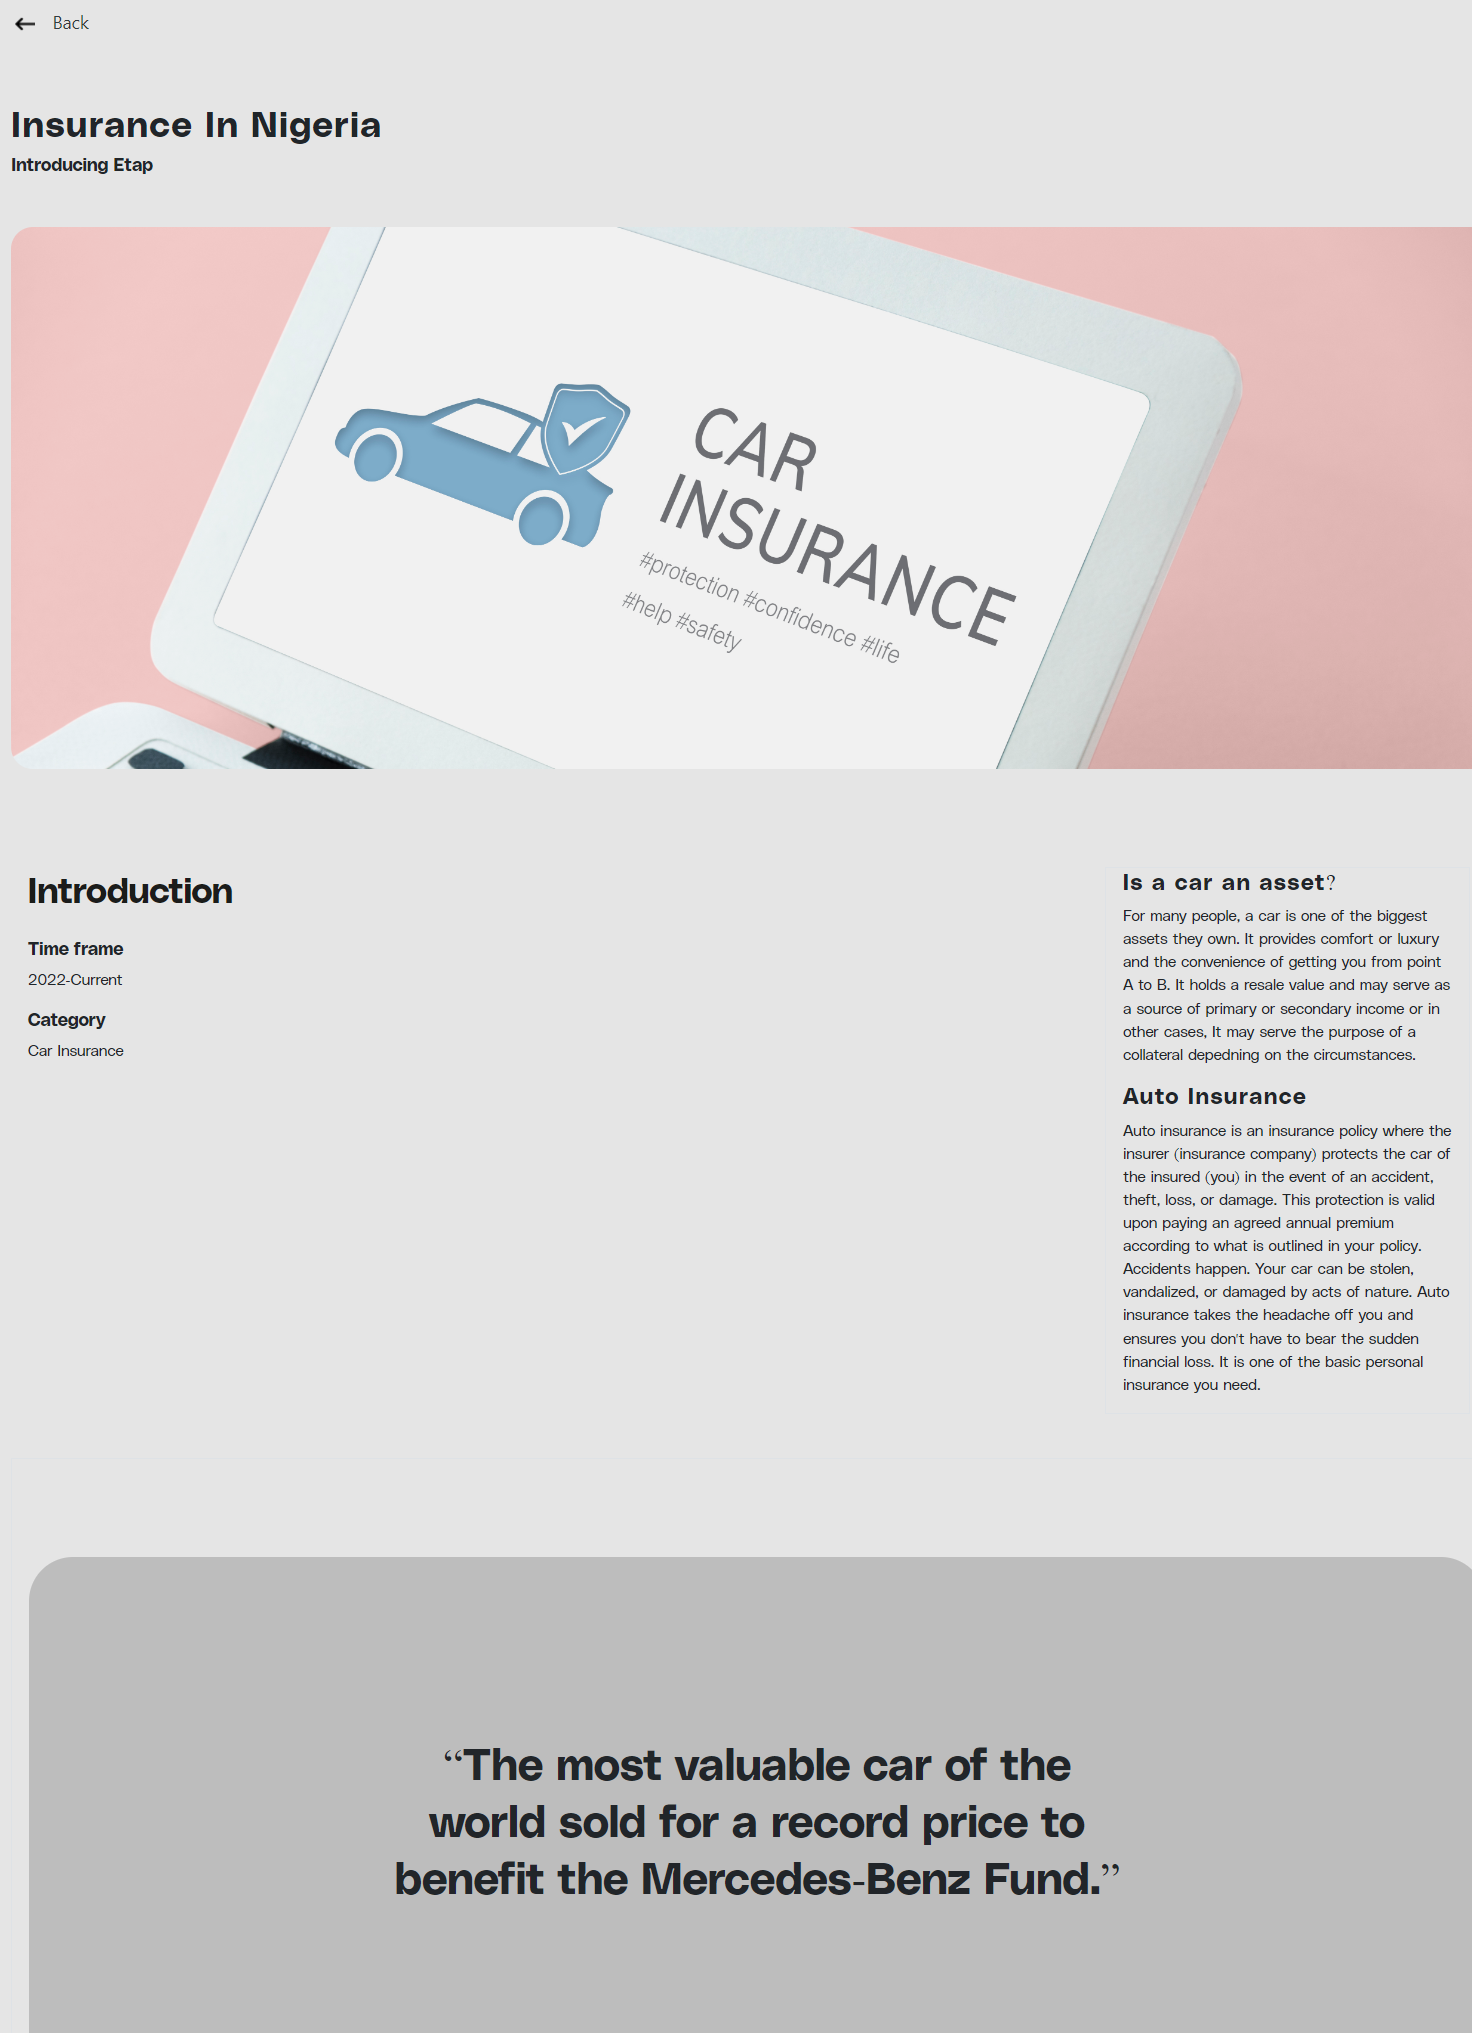 Back
Insurance In Nigeria
Introducing Etap
CAR
INSURANCE
#protection #confidence #life
#help #safety
Introduction
Time frame
2022-Current
Category
Car Insurance
Is a car an asset?
For many people, a car is one of the biggest
assets they own. It provides comfort or luxury
and the convenience of getting you from point
A to B. It holds a resale value and may serve as
a source of primary or secondary income or in
other cases, It may serve the purpose of a
collateral depedning on the circumstances.
Auto Insurance
Auto insurance is an insurance policy where the
insurer (insurance company) protects the car of
the insured (you) in the event of an accident,
theft, loss, or damage. This protection is valid
upon paying an agreed annual premium
according to what is outlined in your policy.
Accidents happen. Your car can be stolen,
vandalized, or damaged by acts of nature. Auto
insurance takes the headache off you and
ensures you don't have to bear the sudden
financial loss. It is one of the basic personal
insurance you need.
“The most valuable car of the
world sold for a record price to
benefit the Mercedes-Benz Fund.”